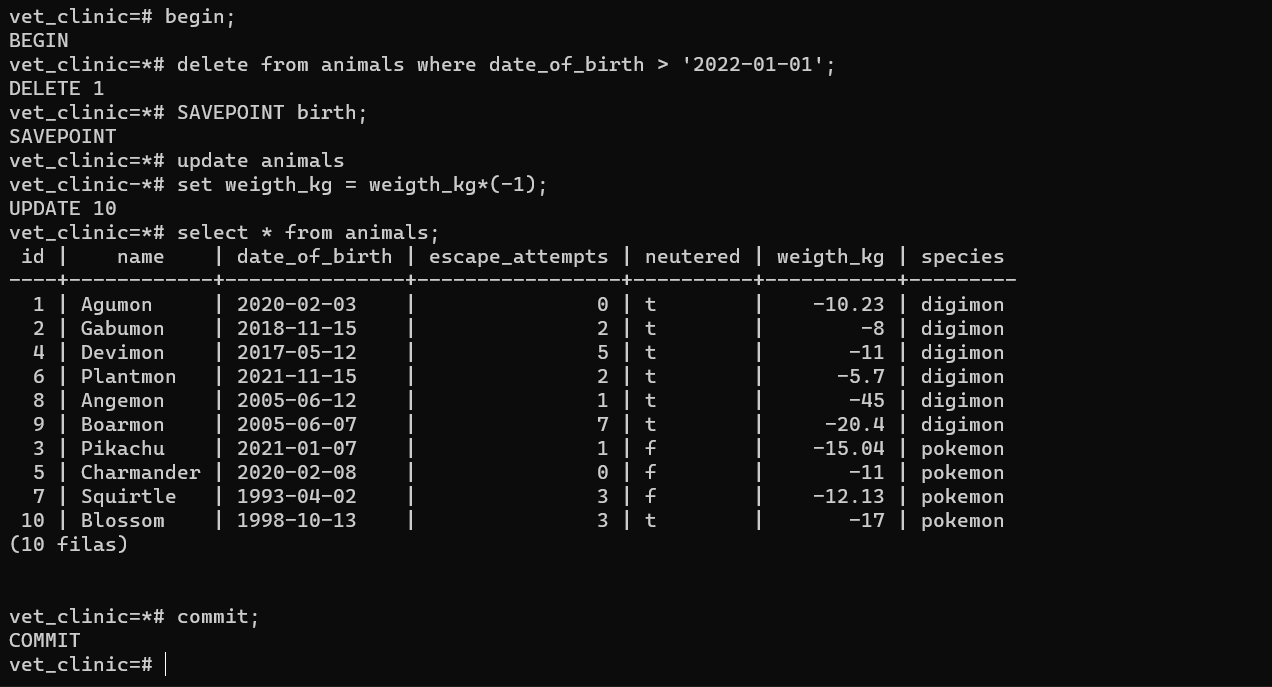 vet_clinic=# begin;
BEGIN
vet_clinic=*# delete from animals where date_of_birth > '2022-01-01';
DELETE 1
vet_clinic=*# SAVEPOINT birth;
SAVEPOINT
vet_clinic=*# update animals
vet_clinic-*# set weigth_kg = weigth_kg*(-1);
UPDATE 10
vet_clinic=*# select * from animals;
 id |    name    | date_of_birth | escape_attempts | neutered | weigth_kg | species
----+------------+---------------+-----------------+----------+-----------+---------
  1 | Agumon     | 2020-02-03    |               0 | t        |    -10.23 | digimon
  2 | Gabumon    | 2018-11-15    |               2 | t        |        -8 | digimon
  4 | Devimon    | 2017-05-12    |               5 | t        |       -11 | digimon
  6 | Plantmon   | 2021-11-15    |               2 | t        |      -5.7 | digimon
  8 | Angemon    | 2005-06-12    |               1 | t        |       -45 | digimon
  9 | Boarmon    | 2005-06-07    |               7 | t        |     -20.4 | digimon
  3 | Pikachu    | 2021-01-07    |               1 | f        |    -15.04 | pokemon
  5 | Charmander | 2020-02-08    |               0 | f        |       -11 | pokemon
  7 | Squirtle   | 1993-04-02    |               3 | f        |    -12.13 | pokemon
 10 | Blossom    | 1998-10-13    |               3 | t        |       -17 | pokemon
(10 filas)
vet_clinic=*# commit;
COMMIT
vet_clinic=#